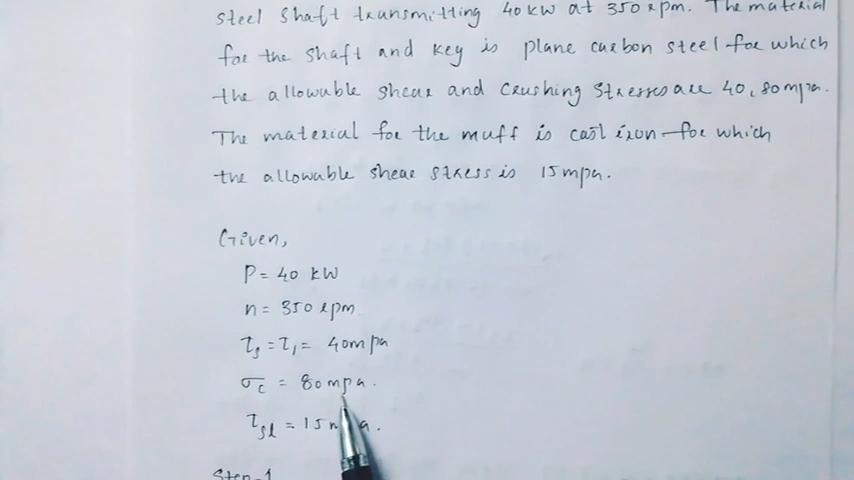 steel shaft transmitting 40 kW at 350 rpm. The material
for the shaft and key is plane carbon steel for which
the allowable shear and crushing stresses are 40, 80 mpa.
The material for the muff is cast iron for which
the allowable shear stress is 15 mpa.
Given,
P = 40 kW
n = 350 rpm
τs = τ1 = 40 mpa
σc = 80 mpa.
= 15
Step-1